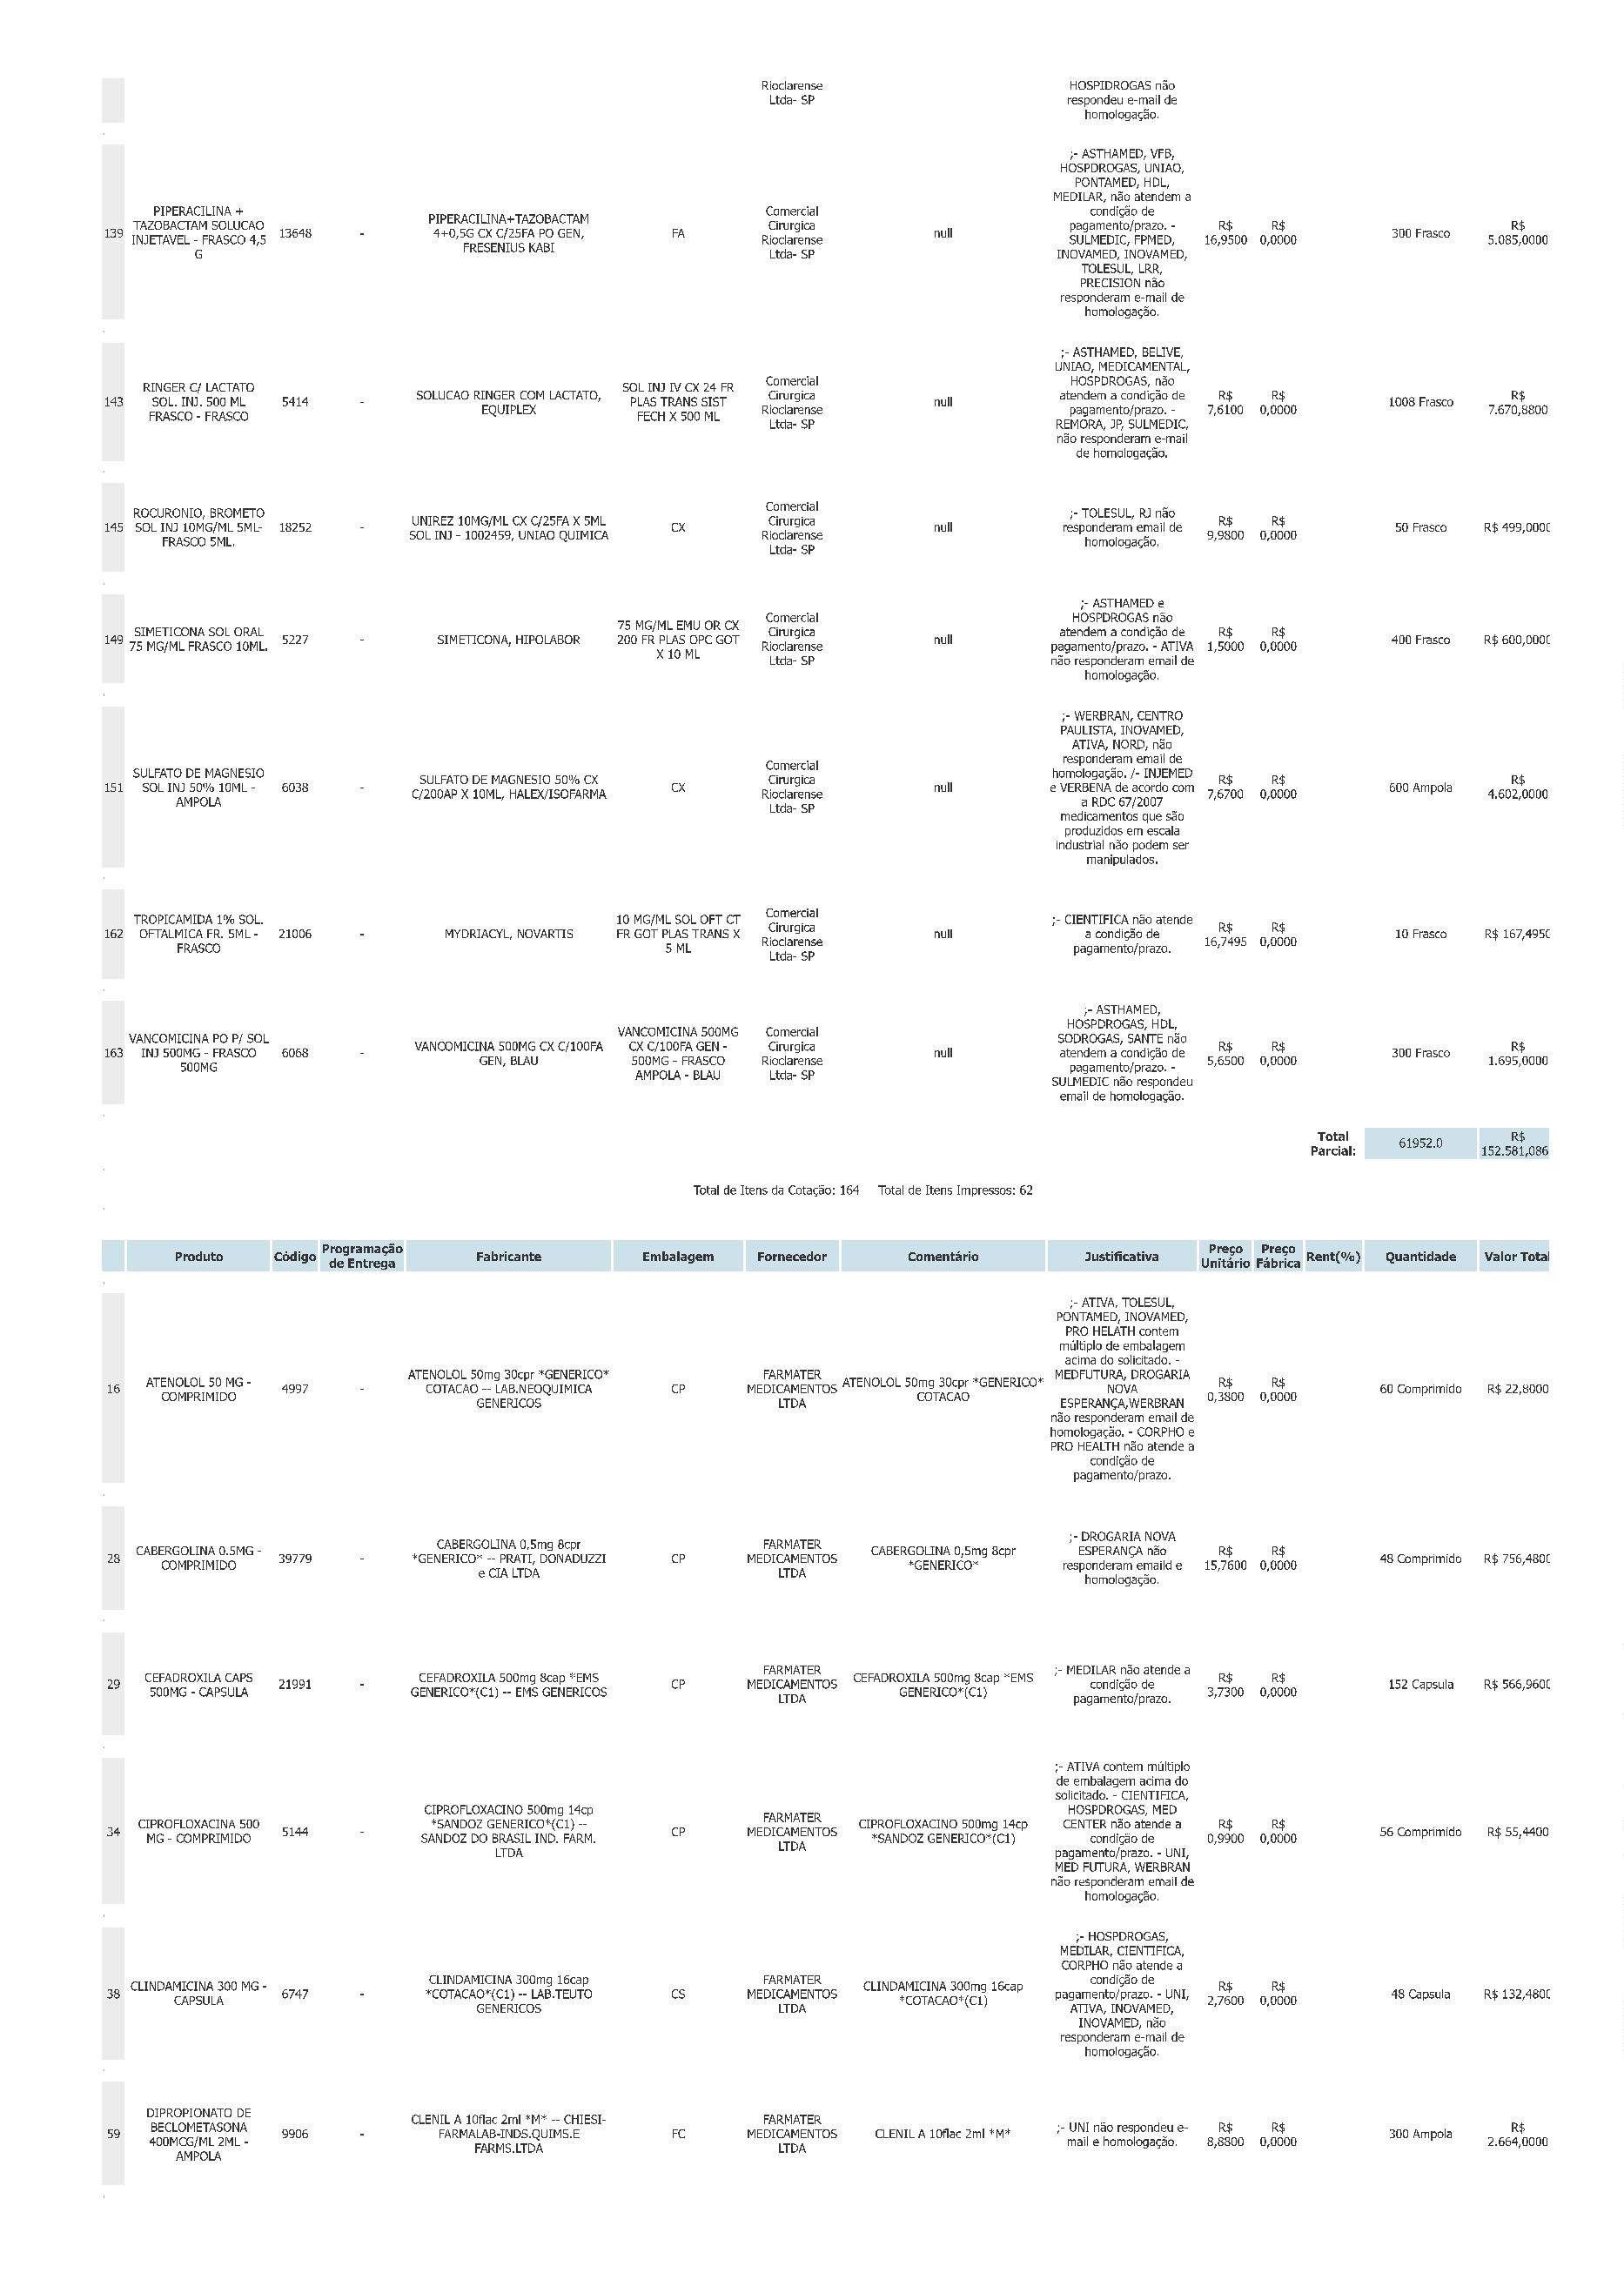 Rioclarense
Ltda- SP
HOSPIDROGAS não
respondeu e-mail de
homologação.
139
PIPERACILINA +
TAZOBACTAM SOLUCAO
INJETAVEL - FRASCO 4,5
G
13648
-
PIPERACILINA+TAZOBACTAM
4+0,5G CX C/25FA PO GEN,
FRESENIUS KABI
FA
Comercial
Cirurgica
Rioclarense
Ltda- SP
null
;- ASTHAMED, VFB,
HOSPDROGAS, UNIAO,
PONTAMED, HDL,
MEDILAR, não atendem a
condição de
pagamento/prazo. -
SULMEDIC, FPMED,
INOVAMED, INOVAMED,
TOLESUL, LRR,
PRECISION não
responderam e-mail de
homologação.
R$
16,9500
R$
0,0000
300 Frasco
R$
5.085,0000
143
RINGER C/ LACTATO
SOL. INJ. 500 ML
FRASCO - FRASCO
5414
-
SOLUCAO RINGER COM LACTATO,
EQUIPLEX
SOL INJ IV CX 24 FR
PLAS TRANS SIST
FECH X 500 ML
Comercial
Cirurgica
Rioclarense
Ltda- SP
null
;- ASTHAMED, BELIVE,
UNIAO, MEDICAMENTAL,
HOSPDROGAS, não
atendem a condição de
pagamento/prazo. -
REMORA, JP, SULMEDIC,
não responderam e-mail
de homologação.
R$
7,6100
R$
0,0000
1008 Frasco
R$
7.670,8800
145
ROCURONIO, BROMETO
SOL INJ 10MG/ML 5ML-
FRASCO 5ML.
18252
-
UNIREZ 10MG/ML CX C/25FA X 5ML
SOL INJ - 1002459, UNIAO QUIMICA
CX
Comercial
Cirurgica
Rioclarense
Ltda- SP
null
;- TOLESUL, RJ não
responderam email de
homologação.
R$
9,9800
R$
0,0000
50 Frasco
R$ 499,000
149
SIMETICONA SOL ORAL
75 MG/ML FRASCO 10ML.
5227
-
SIMETICONA, HIPOLABOR
75 MG/ML EMU OR CX
200 FR PLAS OPC GOT
X 10 ML
Comercial
Cirurgica
Rioclarense
Ltda- SP
null
;- ASTHAMED e
HOSPDROGAS não
atendem a condição de
pagamento/prazo. - ATIVA
não responderam email de
homologação.
R$
1,5000
R$
0,0000
400 Frasco
R$ 600,000
151
SULFATO DE MAGNESIO
SOL INJ 50% 10ML -
AMPOLA
6038
-
SULFATO DE MAGNESIO 50% CX
C/200AP X 10ML, HALEX/ISOFARMA
CX
Comercial
Cirurgica
Rioclarense
Ltda- SP
null
;- WERBRAN, CENTRO
PAULISTA, INOVAMED,
ATIVA, NORD, não
responderam email de
homologação. /- INJEMED
e VERBENA de acordo com
a RDC 67/2007
medicamentos que são
produzidos em escala
industrial não podem ser
manipulados.
R$
7,6700
R$
0,0000
600 Ampola
R$
4.602,0000
162
TROPICAMIDA 1% SOL.
OFTALMICA FR. 5ML -
FRASCO
21006
-
MYDRIACYL, NOVARTIS
10 MG/ML SOL OFT CT
FR GOT PLAS TRANS X
5 ML
Comercial
Cirurgica
Rioclarense
Ltda- SP
null
;- CIENTIFICA não atende
a condição de
pagamento/prazo.
R$
16,7495
R$
0,0000
10 Frasco
R$ 167,495
163
VANCOMICINA PO P/ SOL
INJ 500MG - FRASCO
500MG
6068
-
VANCOMICINA 500MG CX C/100FA
GEN, BLAU
VANCOMICINA 500MG
CX C/100FA GEN -
500MG - FRASCO
AMPOLA - BLAU
Comercial
Cirurgica
Rioclarense
Ltda- SP
null
;- ASTHAMED,
HOSPDROGAS, HDL,
SODROGAS, SANTE não
atendem a condição de
pagamento/prazo. -
SULMEDIC não respondeu
email de homologação.
R$
5,6500
R$
0,0000
300 Frasco
R$
1.695,0000
Total
Parcial:
61952.0
R$
152.581,086
Total de Itens da Cotação: 164 Total de Itens Impressos: 62
Produto
Código
Programação
de Entrega
Fabricante
Embalagem
Fornecedor
Comentário
Justificativa
Preço
Unitário
Preço
Fábrica
Rent(%)
Quantidade
Valor Total
16
ATENOLOL 50 MG -
COMPRIMIDO
4997
-
ATENOLOL 50mg 30cpr *GENERICO*
COTACAO -- LAB.NEOQUIMICA
GENERICOS
CP
FARMATER
MEDICAMENTOS
LTDA
ATENOLOL 50mg 30cpr *GENERICO*
COTACAO
;- ATIVA, TOLESUL,
PONTAMED, INOVAMED,
PRO HELATH contem
múltiplo de embalagem
acima do solicitado. -
MEDFUTURA, DROGARIA
NOVA
ESPERANÇA,WERBRAN
não responderam email de
homologação. - CORPHO e
PRO HEALTH não atende a
condição de
pagamento/prazo.
R$
0,3800
R$
0,0000
60 Comprimido
R$ 22,8000
28
CABERGOLINA 0.5MG -
COMPRIMIDO
39779
-
CABERGOLINA 0,5mg 8cpr
*GENERICO* -- PRATI, DONADUZZI
e CIA LTDA
CP
FARMATER
MEDICAMENTOS
LTDA
CABERGOLINA 0,5mg 8cpr
*GENERICO*
;- DROGARIA NOVA
ESPERANÇA não
responderam emaild e
homologação.
R$
15,7600
R$
0,0000
48 Comprimido
R$ 756,480
29
CEFADROXILA CAPS
500MG - CAPSULA
21991
-
CEFADROXILA 500mg 8cap *EMS
GENERICO*(C1) -- EMS GENERICOS
CP
FARMATER
MEDICAMENTOS
LTDA
CEFADROXILA 500mg 8cap *EMS
GENERICO*(C1)
;- MEDILAR não atende a
condição de
pagamento/prazo.
R$
3,7300
R$
0,0000
152 Capsula
R$ 566,960
34
CIPROFLOXACINA 500
MG - COMPRIMIDO
5144
-
CIPROFLOXACINO 500mg 14cp
*SANDOZ GENERICO*(C1) --
SANDOZ DO BRASIL IND. FARM.
LTDA
CP
FARMATER
MEDICAMENTOS
LTDA
CIPROFLOXACINO 500mg 14cp
*SANDOZ GENERICO*(C1)
;- ATIVA contem múltiplo
de embalagem acima do
solicitado. - CIENTIFICA,
HOSPDROGAS, MED
CENTER não atende a
condição de
pagamento/prazo. - UNI,
MED FUTURA, WERBRAN
não responderam email de
homologação.
R$
0,9900
R$
0,0000
56 Comprimido
R$ 55,4400
38
CLINDAMICINA 300 MG -
CAPSULA
6747
-
CLINDAMICINA 300mg 16cap
*COTACAO*(C1) -- LAB.TEUTO
GENERICOS
CS
FARMATER
MEDICAMENTOS
LTDA
CLINDAMICINA 300mg 16cap
*COTACAO*(C1)
;- HOSPDROGAS,
MEDILAR, CIENTIFICA,
CORPHO não atende a
condição de
pagamento/prazo. - UNI,
ATIVA, INOVAMED,
INOVAMED, não
responderam e-mail de
homologação.
R$
2,7600
R$
0,0000
48 Capsula
R$ 132,480
59
DIPROPIONATO DE
BECLOMETASONA
400MCG/ML 2ML -
AMPOLA
9906
-
CLENIL A 10flac 2ml *M* -- CHIESI-
FARMALAB-INDS.QUIMS.E
FARMS.LTDA
FC
FARMATER
MEDICAMENTOS
LTDA
CLENIL A 10flac 2ml *M*
;- UNI não respondeu e-
mail e homologação.
R$
8,8800
R$
0,0000
300 Ampola
R$
2.664,0000